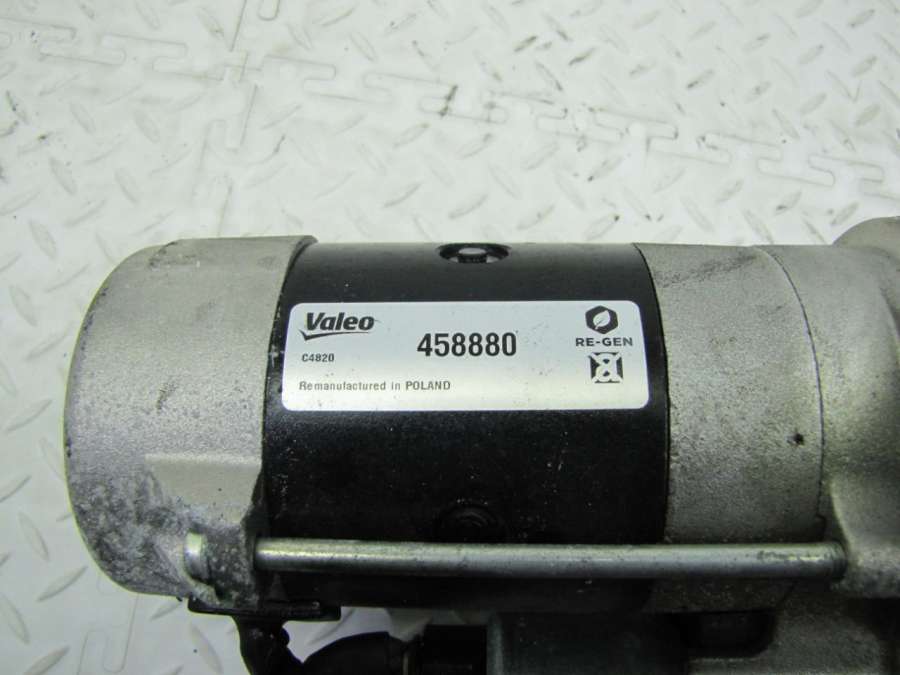 Valeo
458880
RE-GEN
C4820
Remanufactured in POLAND